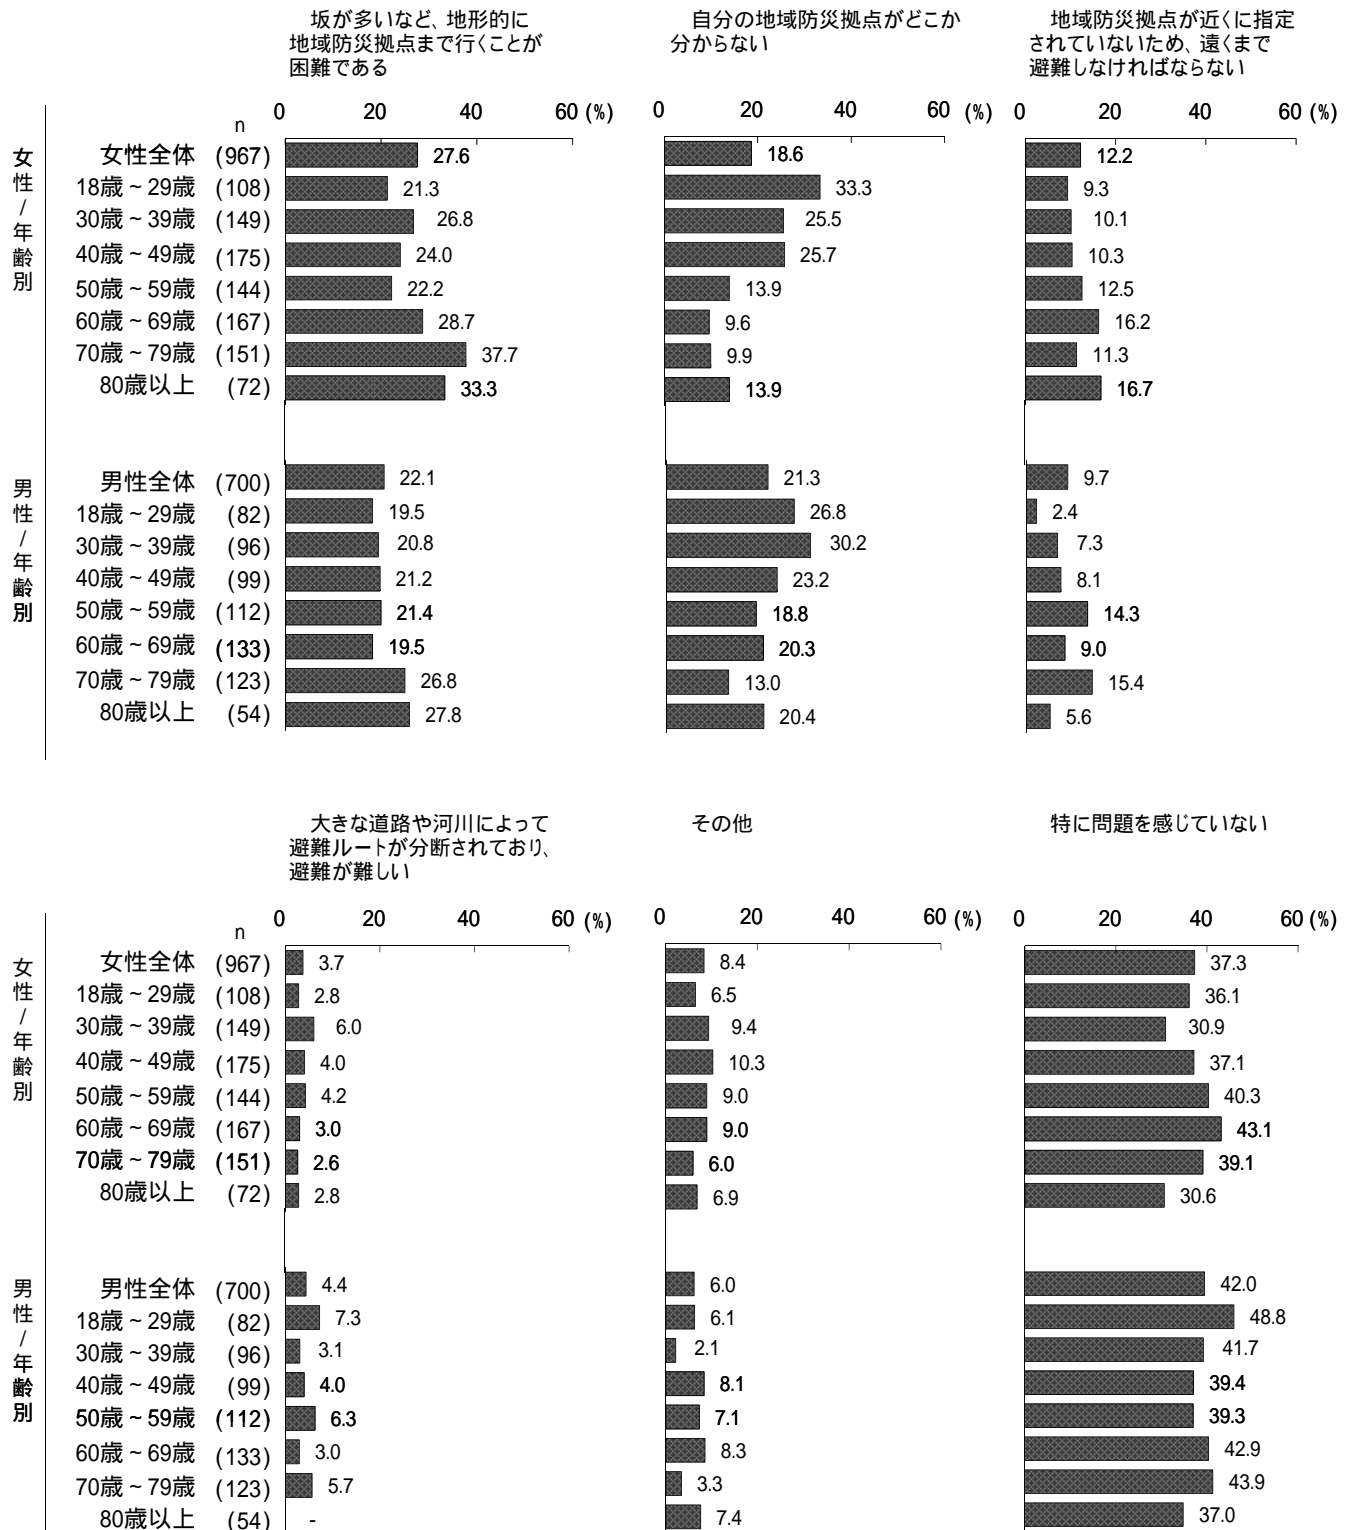 坂が多いなど、地形的に
地域防災拠点まで行くことが
困難である
自分の地域防災拠点がどこか
分からない
地域防災拠点が近くに指定
されていないため、遠くまで
避難しなければならない
n
0 20 40 60 (%)
0 20 40 60 (%)
0 20 40 60 (%)
女性/年齢別
女性全体 (967) 27.6 18.6 12.2
18歳~29歳 (108) 21.3 33.3 9.3
30歳~39歳 (149) 26.8 25.5 10.1
40歳~49歳 (175) 24.0 25.7 10.3
50歳~59歳 (144) 22.2 13.9 12.5
60歳~69歳 (167) 28.7 9.6 16.2
70歳~79歳 (151) 37.7 9.9 11.3
80歳以上 (72) 33.3 13.9 16.7
男性/年齢別
男性全体 (700) 22.1 21.3 9.7
18歳~29歳 (82) 19.5 26.8 2.4
30歳~39歳 (96) 20.8 30.2 7.3
40歳~49歳 (99) 21.2 23.2 8.1
50歳~59歳 (112) 21.4 18.8 14.3
60歳~69歳 (133) 19.5 20.3 9.0
70歳~79歳 (123) 26.8 13.0 15.4
80歳以上 (54) 27.8 20.4 5.6
大きな道路や河川によって
避難ルートが分断されており、
避難が難しい
その他
特に問題を感じていない
n
0 20 40 60 (%)
0 20 40 60 (%)
0 20 40 60 (%)
女性/年齢別
女性全体 (967) 3.7 8.4 37.3
18歳~29歳 (108) 2.8 6.5 36.1
30歳~39歳 (149) 6.0 9.4 30.9
40歳~49歳 (175) 4.0 10.3 37.1
50歳~59歳 (144) 4.2 9.0 40.3
60歳~69歳 (167) 3.0 9.0 43.1
70歳~79歳 (151) 2.6 6.0 39.1
80歳以上 (72) 2.8 6.9 30.6
男性/年齢別
男性全体 (700) 4.4 6.0 42.0
18歳~29歳 (82) 7.3 6.1 48.8
30歳~39歳 (96) 3.1 2.1 41.7
40歳~49歳 (99) 4.0 8.1 39.4
50歳~59歳 (112) 6.3 7.1 39.3
60歳~69歳 (133) 3.0 8.3 42.9
70歳~79歳 (123) 5.7 3.3 43.9
80歳以上 (54) - 7.4 37.0